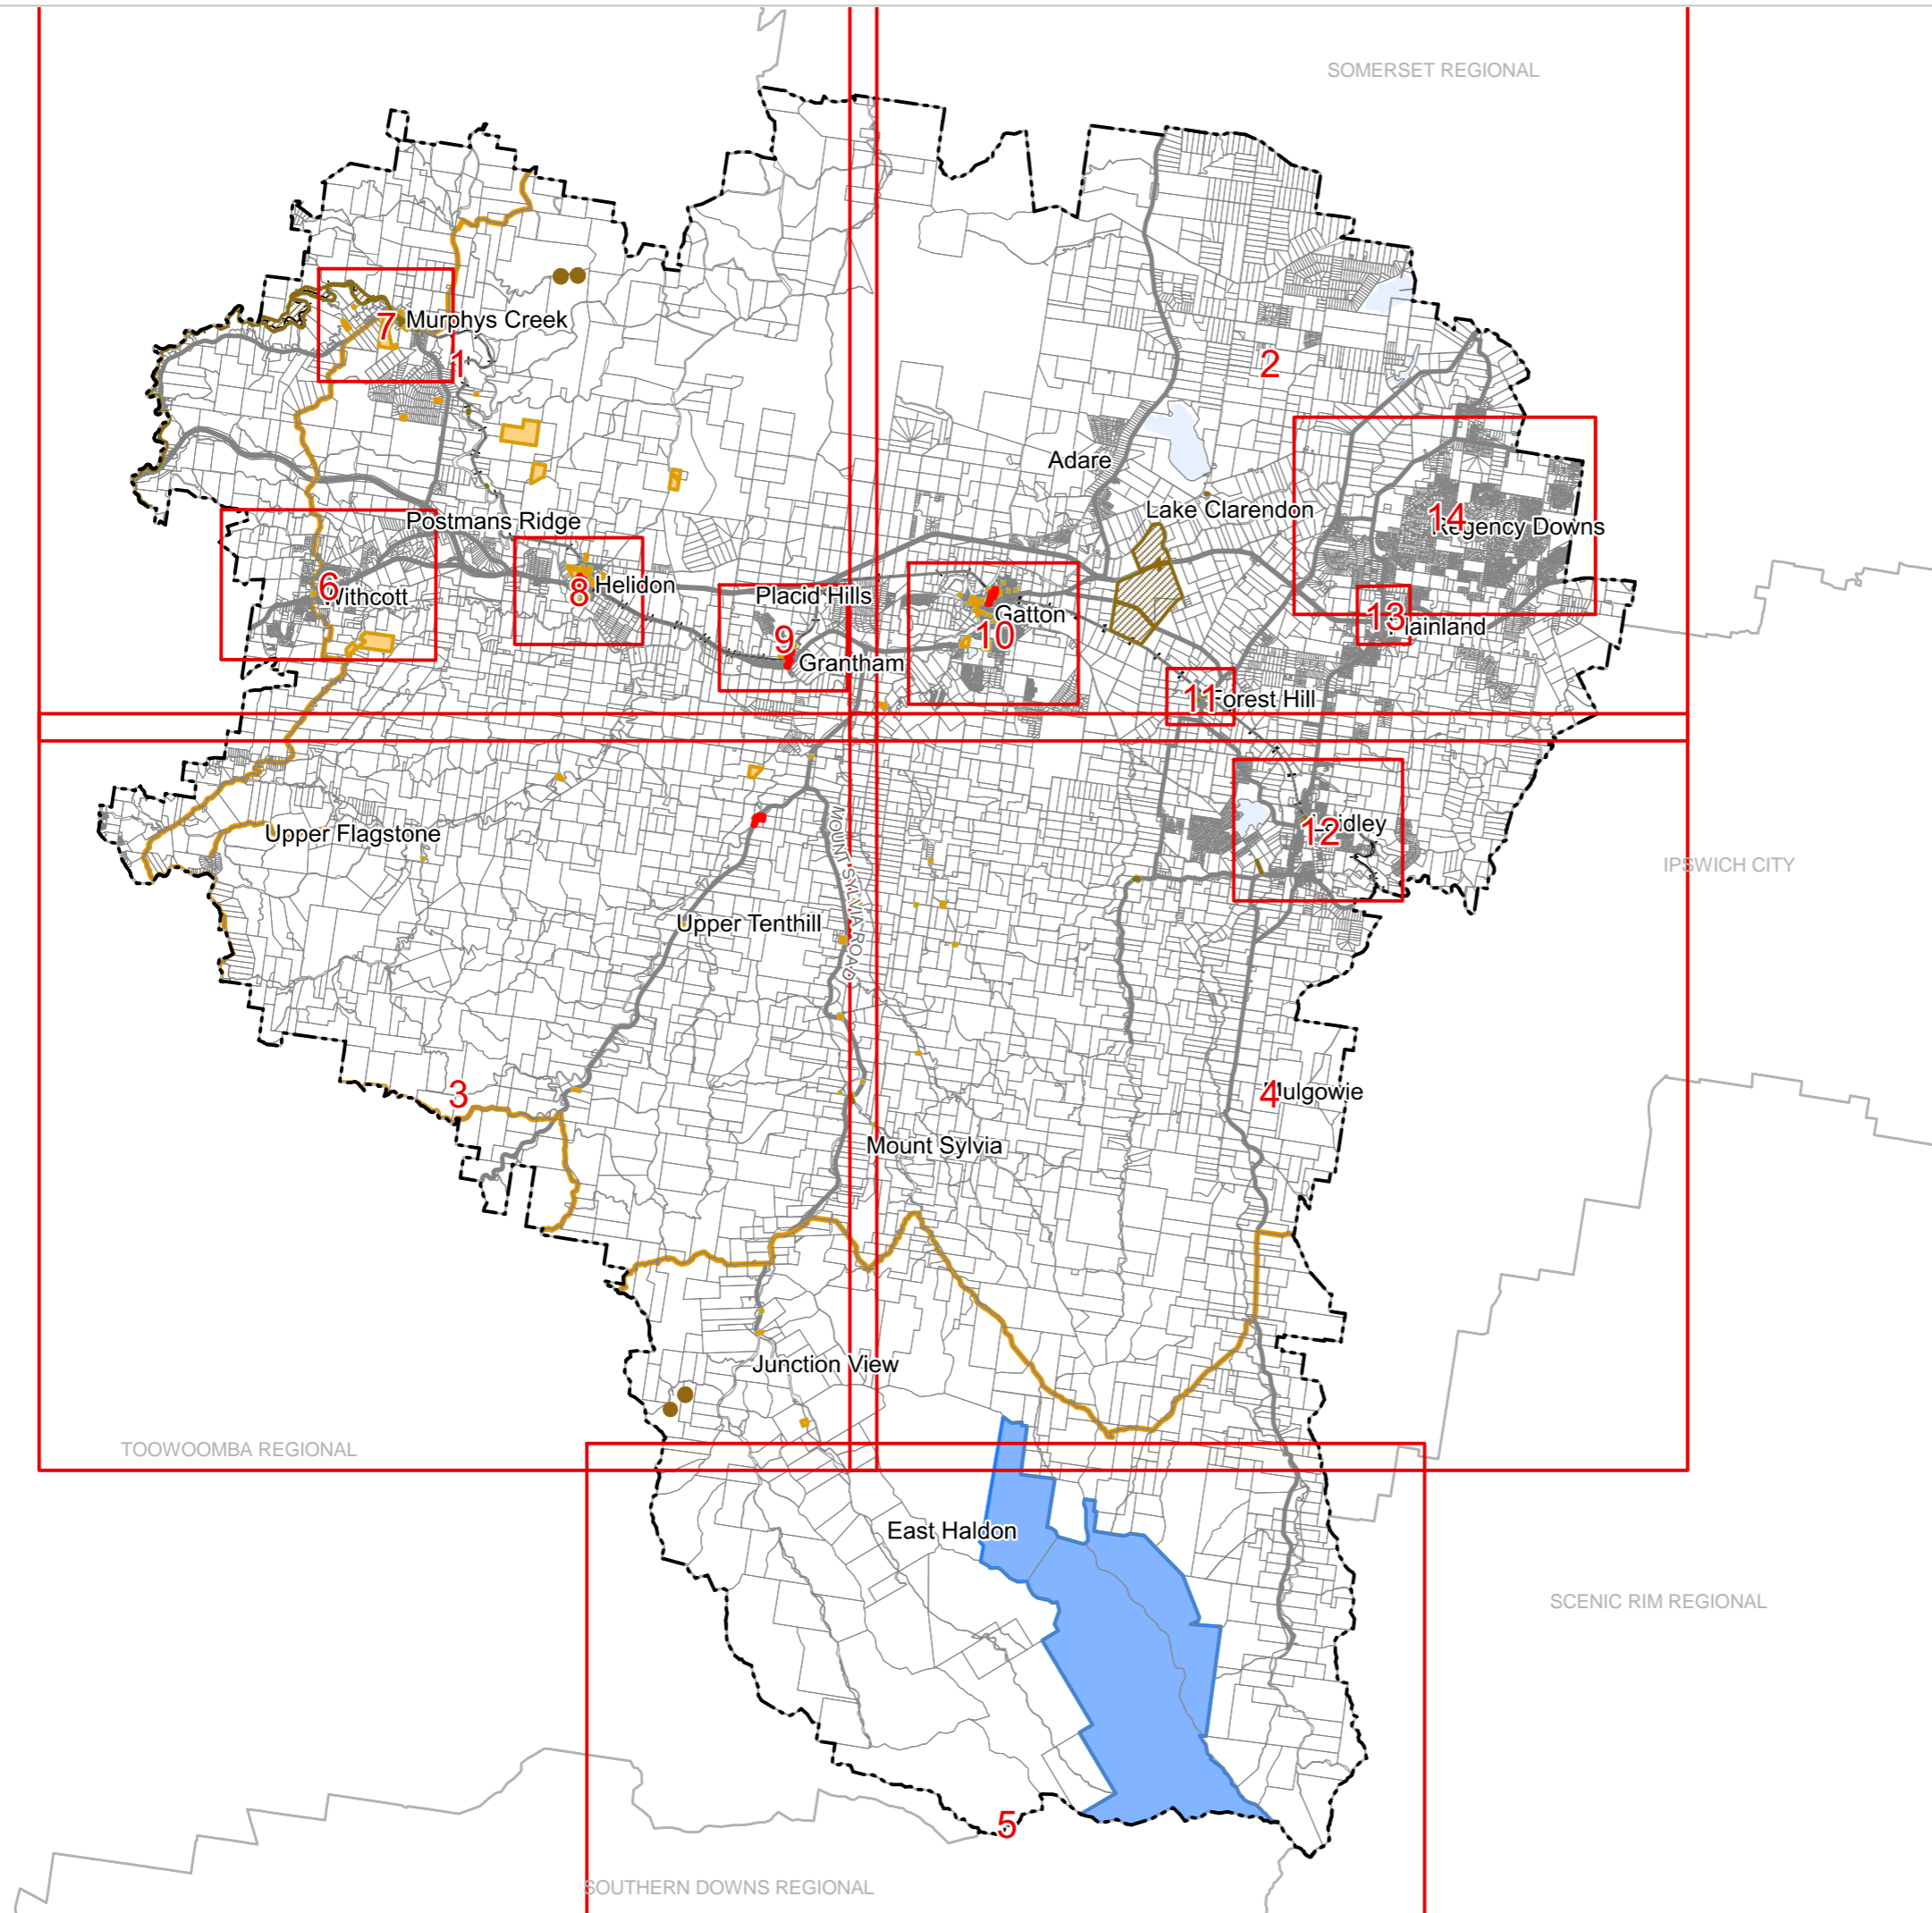 SOMERSET REGIONAL
7
Murphys Creek
1
2
Adare
Lake Clarendon
14
Regency Downs
Postmans Ridge
6
Withcott
8
Helidon
Placid Hills
9
Grantham
Gatton
10
13
Plainland
11
Forest Hill
Upper Flagstone
12
Laidley
IPSWICH CITY
MOUNT SYLVIA ROAD
Upper Tenthill
3
4
Mulgowie
Mount Sylvia
Junction View
TOOWOOMBA REGIONAL
East Haldon
SCENIC RIM REGIONAL
5
SOUTHERN DOWNS REGIONAL